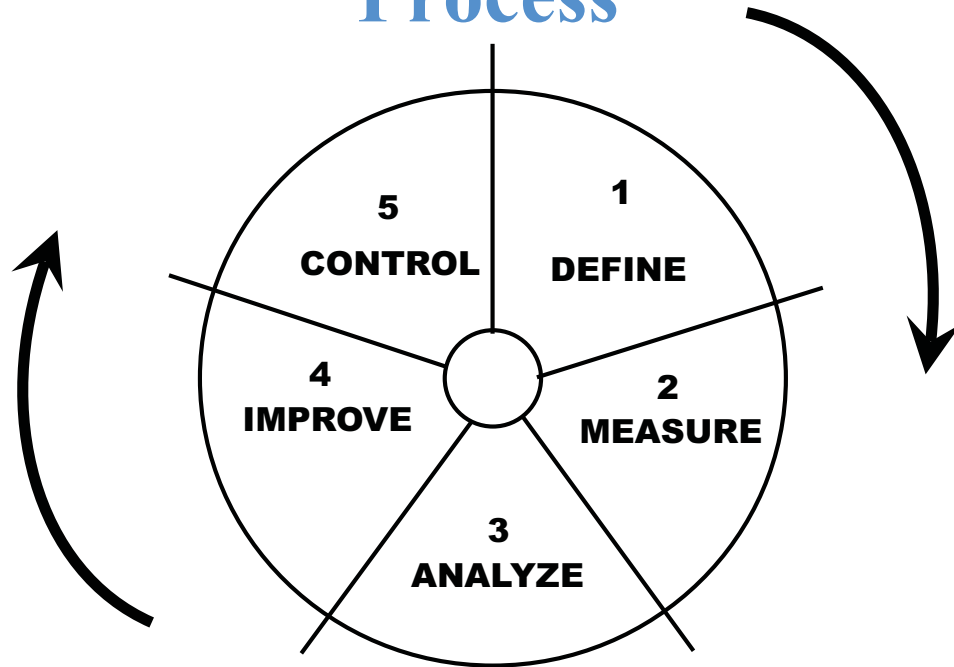 Process
1
DEFINE
2
MEASURE
3
ANALYZE
4
IMPROVE
5
CONTROL